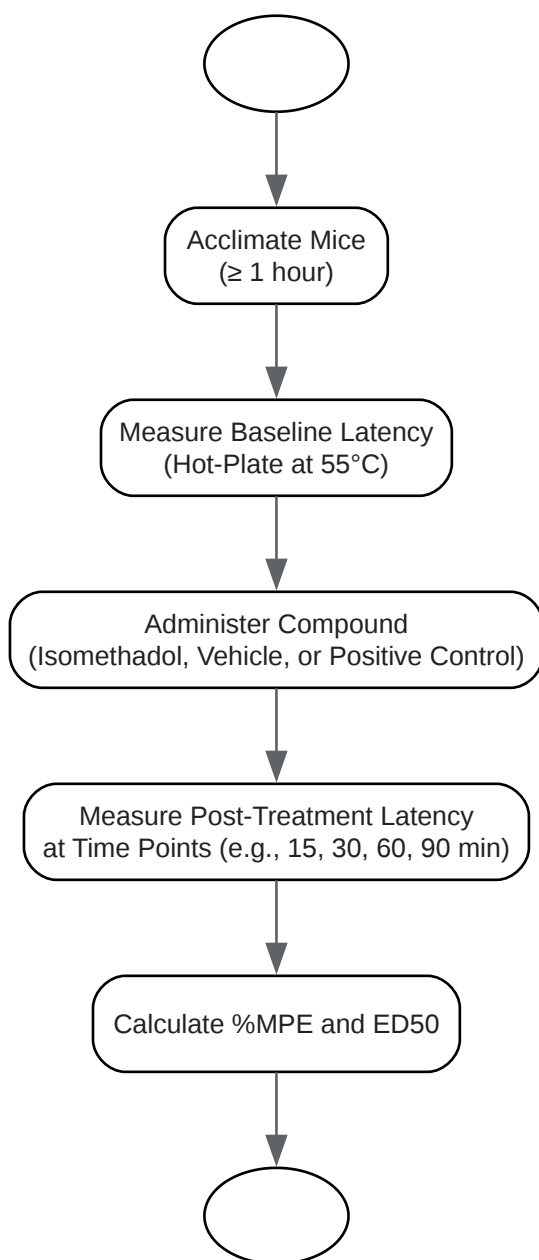 Acclimate Mice
(≥ 1 hour)
Measure Baseline Latency
(Hot-Plate at 55°C)
Administer Compound
(Isomethadol, Vehicle, or Positive Control)
Measure Post-Treatment Latency
at Time Points (e.g., 15, 30, 60, 90 min)
Calculate %MPE and ED50